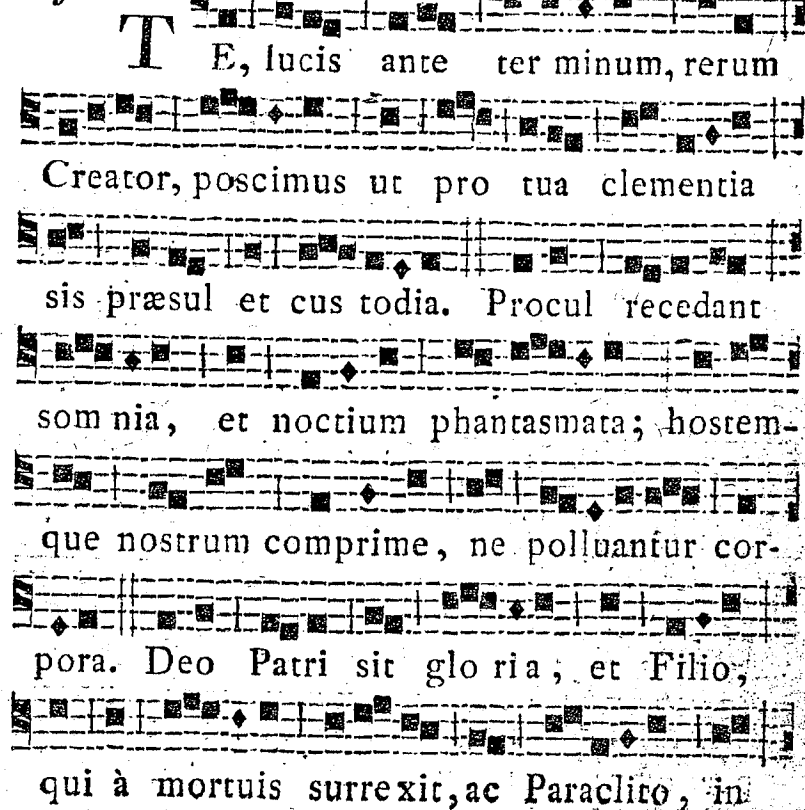 TE, lucis ante ter minum, rerum
Creator, poscimus ut pro tua clementia
sis præsul et cus todia. Procul recedant
som nia, et noctium phantasmata; hostem-
que nostrum comprime, ne polluantur cor-
pora. Deo Patri sit glo ria, et Filio,
qui à mortuis surrexit, ac Paraclito, in